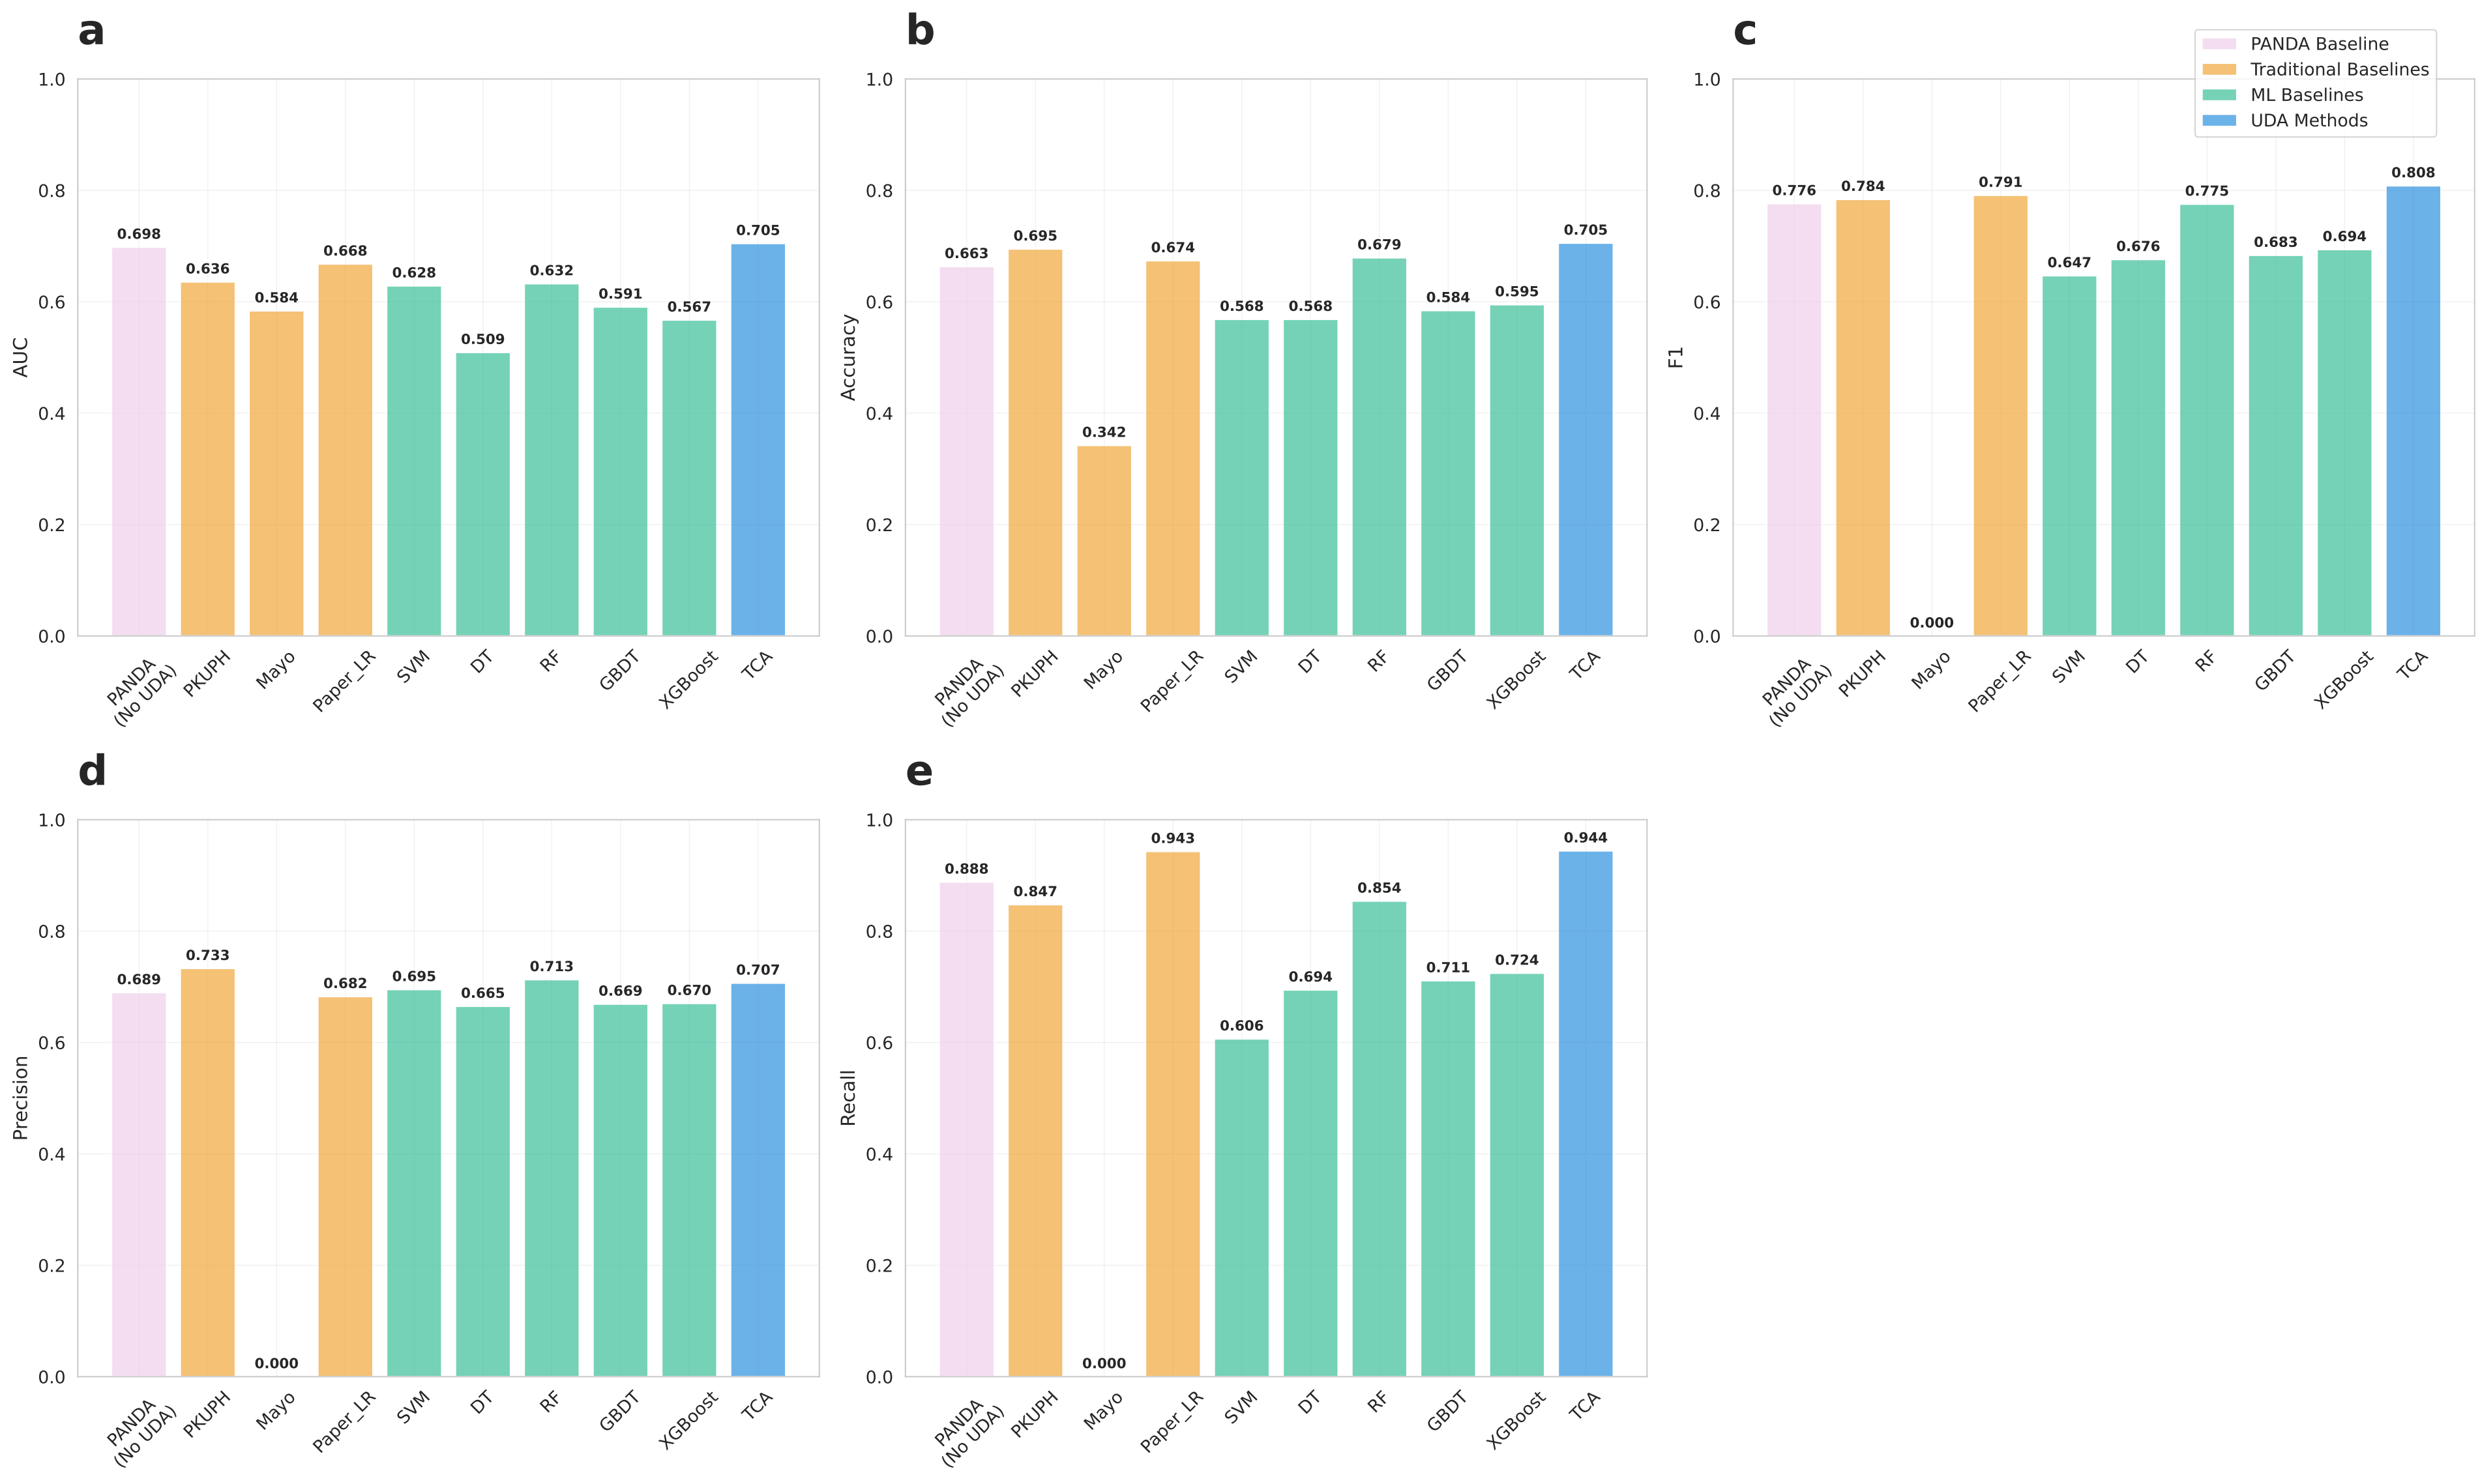 a
1.0
0.8
0.6
0.4
0.2
0.0
AUC
0.698
0.636
0.584
0.668
0.628
0.509
0.632
0.591
0.567
0.705
PANDA
(No UDA)
PKUPH
Mayo
Paper_LR
SVM
DT
RF
GBDT
XGBoost
TCA
b
1.0
0.8
0.6
0.4
0.2
0.0
Accuracy
0.663
0.695
0.342
0.674
0.568
0.568
0.679
0.584
0.595
0.705
PANDA
(No UDA)
PKUPH
Mayo
Paper_LR
SVM
DT
RF
GBDT
XGBoost
TCA
c
PANDA Baseline
Traditional Baselines
ML Baselines
UDA Methods
1.0
0.8
0.6
0.4
0.2
0.0
F1
0.776
0.784
0.000
0.791
0.647
0.676
0.775
0.683
0.694
0.808
PANDA
(No UDA)
PKUPH
Mayo
Paper_LR
SVM
DT
RF
GBDT
XGBoost
TCA
d
1.0
0.8
0.6
0.4
0.2
0.0
Precision
0.689
0.733
0.000
0.682
0.695
0.665
0.713
0.669
0.670
0.707
PANDA
(No UDA)
PKUPH
Mayo
Paper_LR
SVM
DT
RF
GBDT
XGBoost
TCA
e
1.0
0.8
0.6
0.4
0.2
0.0
Recall
0.888
0.847
0.000
0.943
0.606
0.694
0.854
0.711
0.724
0.944
PANDA
(No UDA)
PKUPH
Mayo
Paper_LR
SVM
DT
RF
GBDT
XGBoost
TCA